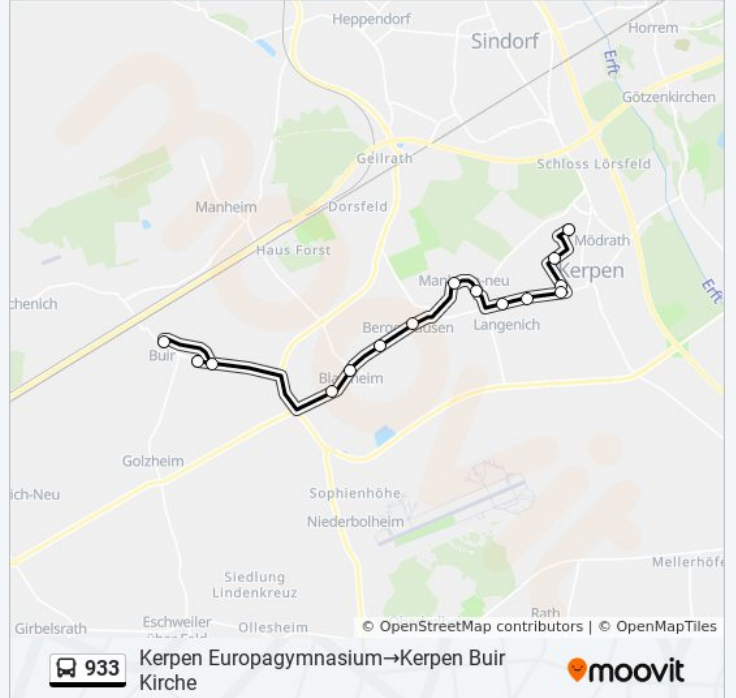 Heppendorf
Horrem
Sindorf
Erft
Götzenkirchen
Gellrath
Schloss Lörsfeld
Manheim
Dorsfeld
Mödrath
Haus Forst
Kerpen
Erft
Langenich
Buir
Golzheim
ich-Neu
Sophienhöhe
Niederbolheim
Mellerhöfe
Siedlung
Lindenkreuz
Rath
Girbelsrath
Eschweiler
über Feld
Ollesheim
© OpenStreetMap contributors | © OpenMapTiles
933
Kerpen Europagymnasium→Kerpen Buir
Kirche
moovit